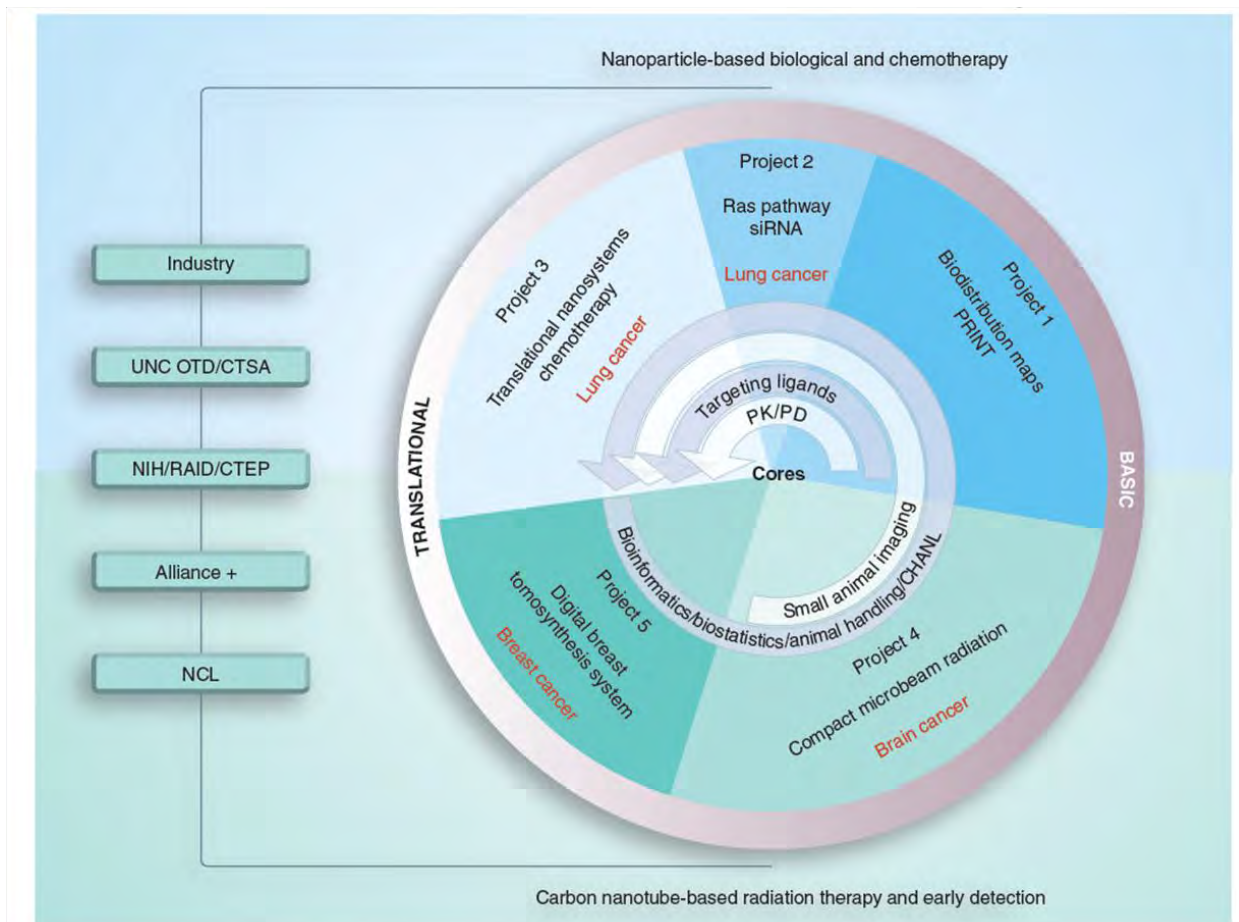 Nanoparticle-based biological and chemotherapy
Industry
UNC OTD/CTSA
NIH/RAID/CTEP
Alliance +
NCL
TRANSLATIONAL
BASIC
Project 3
Translational nanosystems
chemotherapy
Lung cancer
Project 2
Ras pathway
siRNA
Lung cancer
Project 1
Biodistribution maps
PRINT
Targeting ligands
PK/PD
Cores
Small animal imaging
Bioinformatics/biostatistics/animal handling/CHANL
Project 5
Digital breast
tomosynthesis system
Breast cancer
Project 4
Compact microbeam radiation
Brain cancer
Carbon nanotube-based radiation therapy and early detection